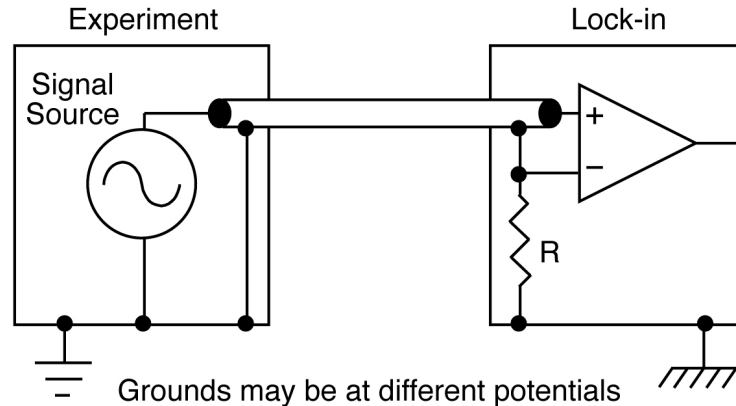 Experiment
Lock-in
Signal
Source
+
−
R
Grounds may be at different potentials